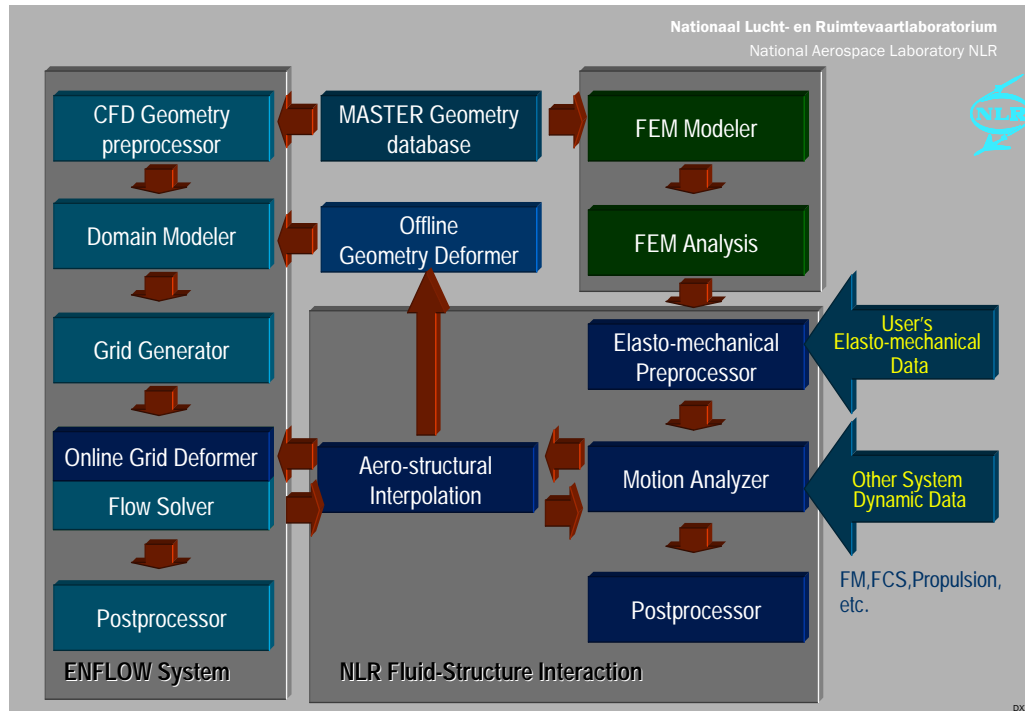 Nationaal Lucht- en Ruimtevaartlaboratorium
National Aerospace Laboratory NLR
NLR
CFD Geometry
preprocessor
MASTER Geometry
database
FEM Modeler
Domain Modeler
Offline
Geometry Deformer
FEM Analysis
Grid Generator
Elasto-mechanical
Preprocessor
User's
Elasto-mechanical
Data
Online Grid Deformer
Flow Solver
Aero-structural
Interpolation
Motion Analyzer
Other System
Dynamic Data
FM,FCS,Propulsion,
etc.
Postprocessor
Postprocessor
ENFLOW System
NLR Fluid-Structure Interaction
DX